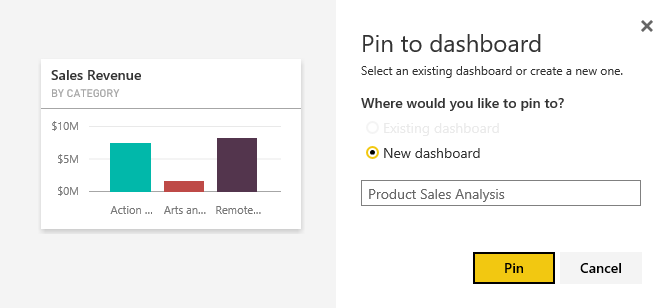 Sales Revenue
BY CATEGORY
$10M
$5M
$0M
Action ...
Arts an...
Remote...
Pin to dashboard
Select an existing dashboard or create a new one.
Where would you like to pin to?
Existing dashboard
New dashboard
Product Sales Analysis
Pin
Cancel